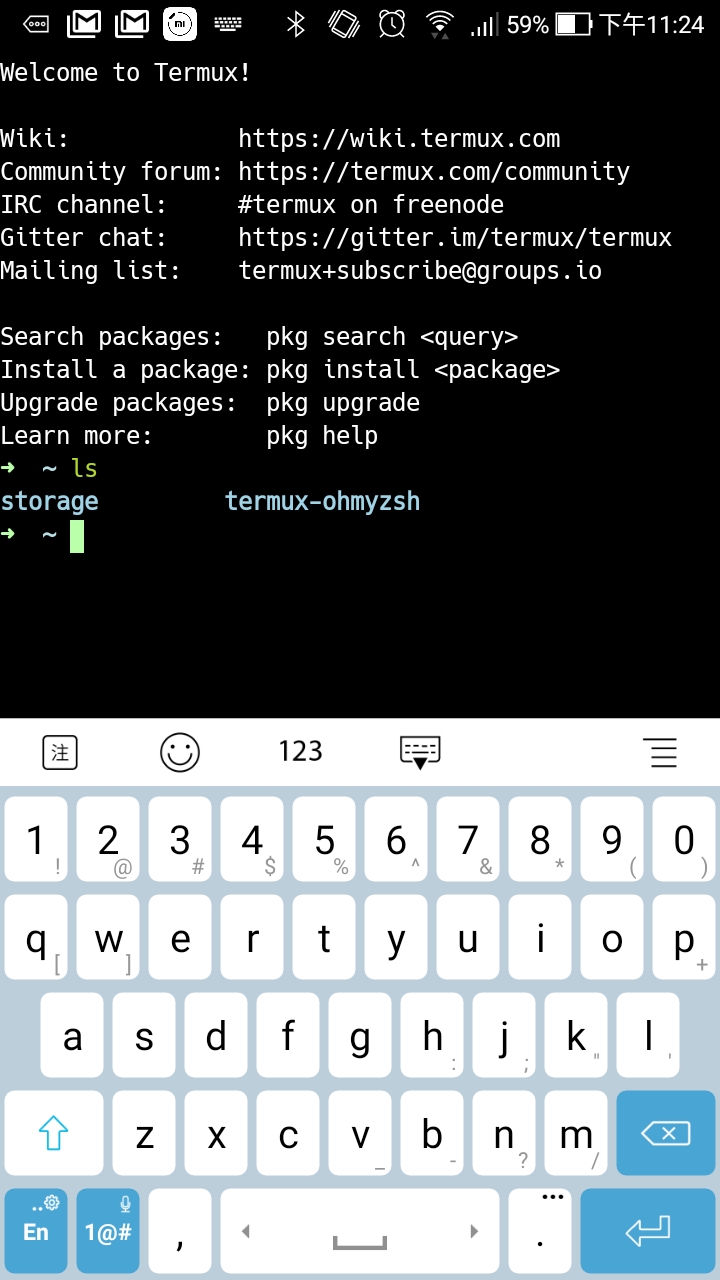 59% 下午11:24
Welcome to Termux!
Wiki: https://wiki.termux.com
Community forum: https://termux.com/community
IRC channel: #termux on freenode
Gitter chat: https://gitter.im/termux/termux
Mailing list: termux+subscribe@groups.io
Search packages: pkg search <query>
Install a package: pkg install <package>
Upgrade packages: pkg upgrade
Learn more: pkg help
➜ ~ ls
storage termux-ohmyzsh
➜ ~
注 123
1 ! 2 @ 3 # 4 $ 5 % 6 ^ 7 & 8 * 9 ( 0 )
q [ w ] e r t y u i o p +
a s d f g h : j ; k " l '
z x c v _ b - n ? m /
En 1@# , . •••